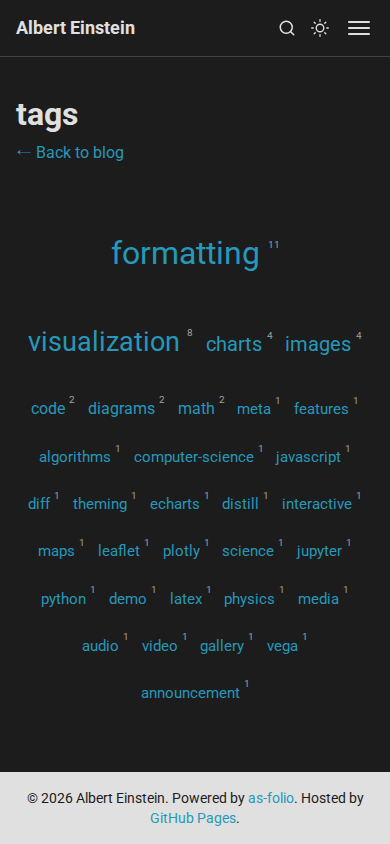 Albert Einstein
tags
← Back to blog
formatting 11
visualization 8 charts 4 images 4
code 2 diagrams 2 math 2 meta 1 features 1
algorithms 1 computer-science 1 javascript 1
diff 1 theming 1 echarts 1 distill 1 interactive 1
maps 1 leaflet 1 plotly 1 science 1 jupyter 1
python 1 demo 1 latex 1 physics 1 media 1
audio 1 video 1 gallery 1 vega 1
announcement 1
© 2026 Albert Einstein. Powered by as-folio. Hosted by
GitHub Pages.